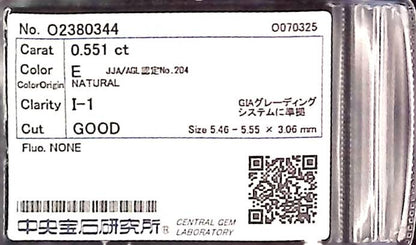 No. O2380344 O070325
Carat 0.551 ct
Color E JJA/AGL認定No.204
ColorOrigin NATURAL
Clarity I-1 GIAグレーディング
システムに準拠
Cut GOOD Size 5.46 - 5.55 × 3.06 mm
Fluo. NONE
中央宝石研究所® CENTRAL GEM
LABORATORY